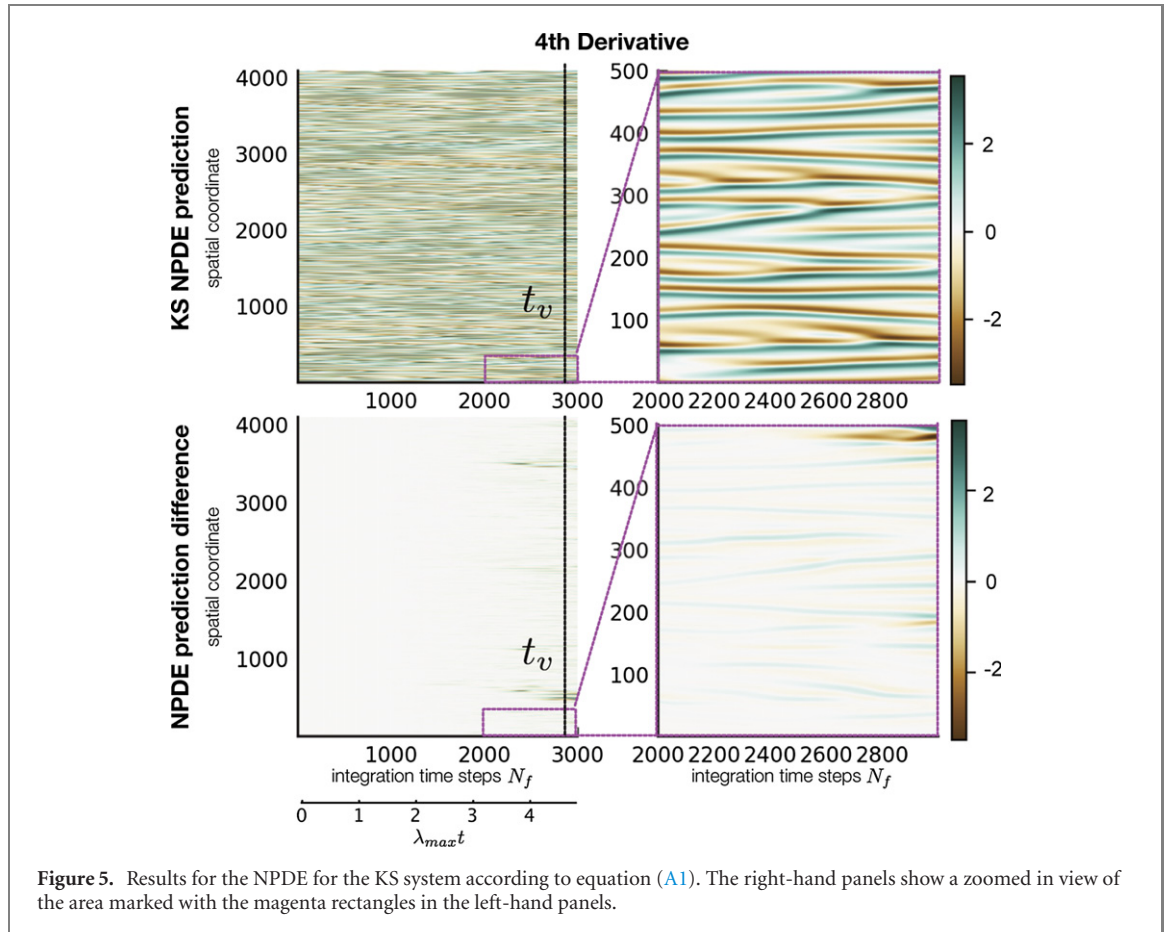 4th Derivative
KS NPDE prediction
spatial coordinate
4000
3000
2000
1000
t_v
1000 2000 3000
500
400
300
200
100
2000 2200 2400 2600 2800
2
0
-2
NPDE prediction difference
spatial coordinate
4000
3000
2000
1000
t_v
1000 2000 3000
integration time steps N_f
500
400
300
200
100
2000 2200 2400 2600 2800
integration time steps N_f
2
0
-2
0 1 2 3 4
λ_max t
Figure 5. Results for the NPDE for the KS system according to equation (A1). The right-hand panels show a zoomed in view of
the area marked with the magenta rectangles in the left-hand panels.